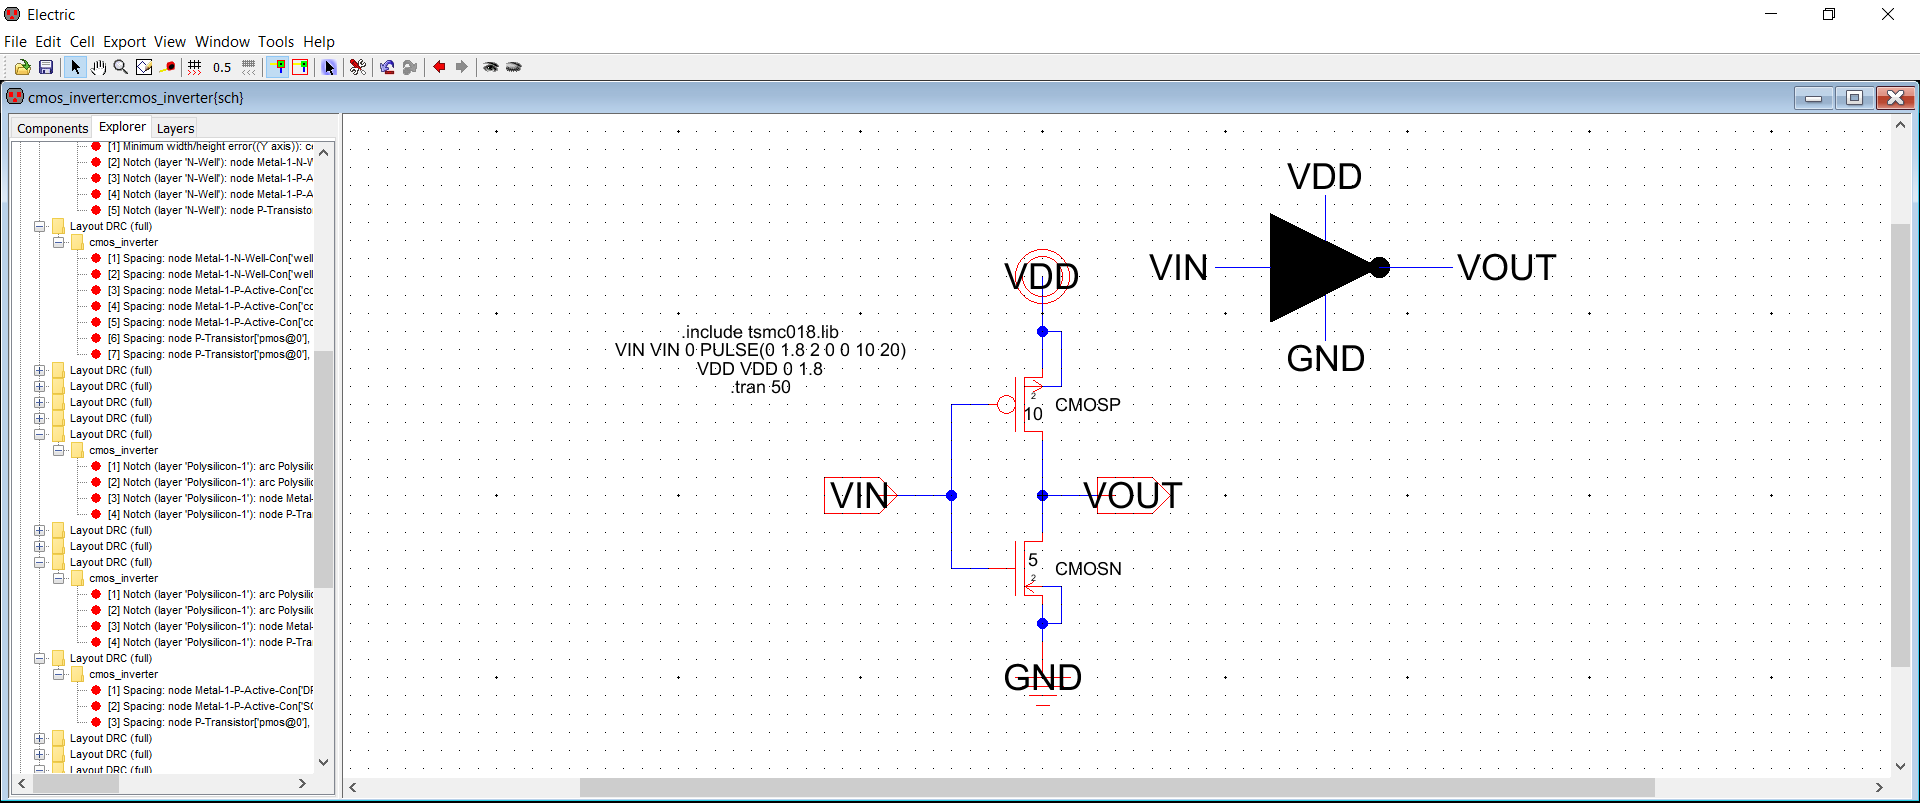 Electric
File Edit Cell Export View Window Tools Help
0.5
cmos_inverter:cmos_inverter{sch}
Components Explorer Layers
[1] Minimum width/height error((Y axis)): c
[2] Notch (layer 'N-Well'): node Metal-1-N-W
[3] Notch (layer 'N-Well'): node Metal-1-P-A
[4] Notch (layer 'N-Well'): node Metal-1-P-A
[5] Notch (layer 'N-Well'): node P-Transisto
Layout DRC (full)
cmos_inverter
[1] Spacing: node Metal-1-N-Well-Con['well
[2] Spacing: node Metal-1-N-Well-Con['well
[3] Spacing: node Metal-1-P-Active-Con['cc
[4] Spacing: node Metal-1-P-Active-Con['cc
[5] Spacing: node Metal-1-P-Active-Con['cc
[6] Spacing: node P-Transistor['pmos@0'],
[7] Spacing: node P-Transistor['pmos@0'],
Layout DRC (full)
Layout DRC (full)
Layout DRC (full)
Layout DRC (full)
Layout DRC (full)
cmos_inverter
[1] Notch (layer 'Polysilicon-1'): arc Polysilic
[2] Notch (layer 'Polysilicon-1'): arc Polysilic
[3] Notch (layer 'Polysilicon-1'): node Metal-
[4] Notch (layer 'Polysilicon-1'): node P-Tra
Layout DRC (full)
Layout DRC (full)
Layout DRC (full)
cmos_inverter
[1] Notch (layer 'Polysilicon-1'): arc Polysilic
[2] Notch (layer 'Polysilicon-1'): arc Polysilic
[3] Notch (layer 'Polysilicon-1'): node Metal-
[4] Notch (layer 'Polysilicon-1'): node P-Tra
Layout DRC (full)
cmos_inverter
[1] Spacing: node Metal-1-P-Active-Con['DF
[2] Spacing: node Metal-1-P-Active-Con['SC
[3] Spacing: node P-Transistor['pmos@0'],
Layout DRC (full)
Layout DRC (full)
Layout DRC (full)
.include tsmc018.lib
VIN VIN 0 PULSE(0 1.8 2 0 0 10 20)
VDD VDD 0 1.8
.tran 50
VDD
2
10
CMOSP
VIN
VOUT
5
2
CMOSN
GND
VDD
VIN
VOUT
GND